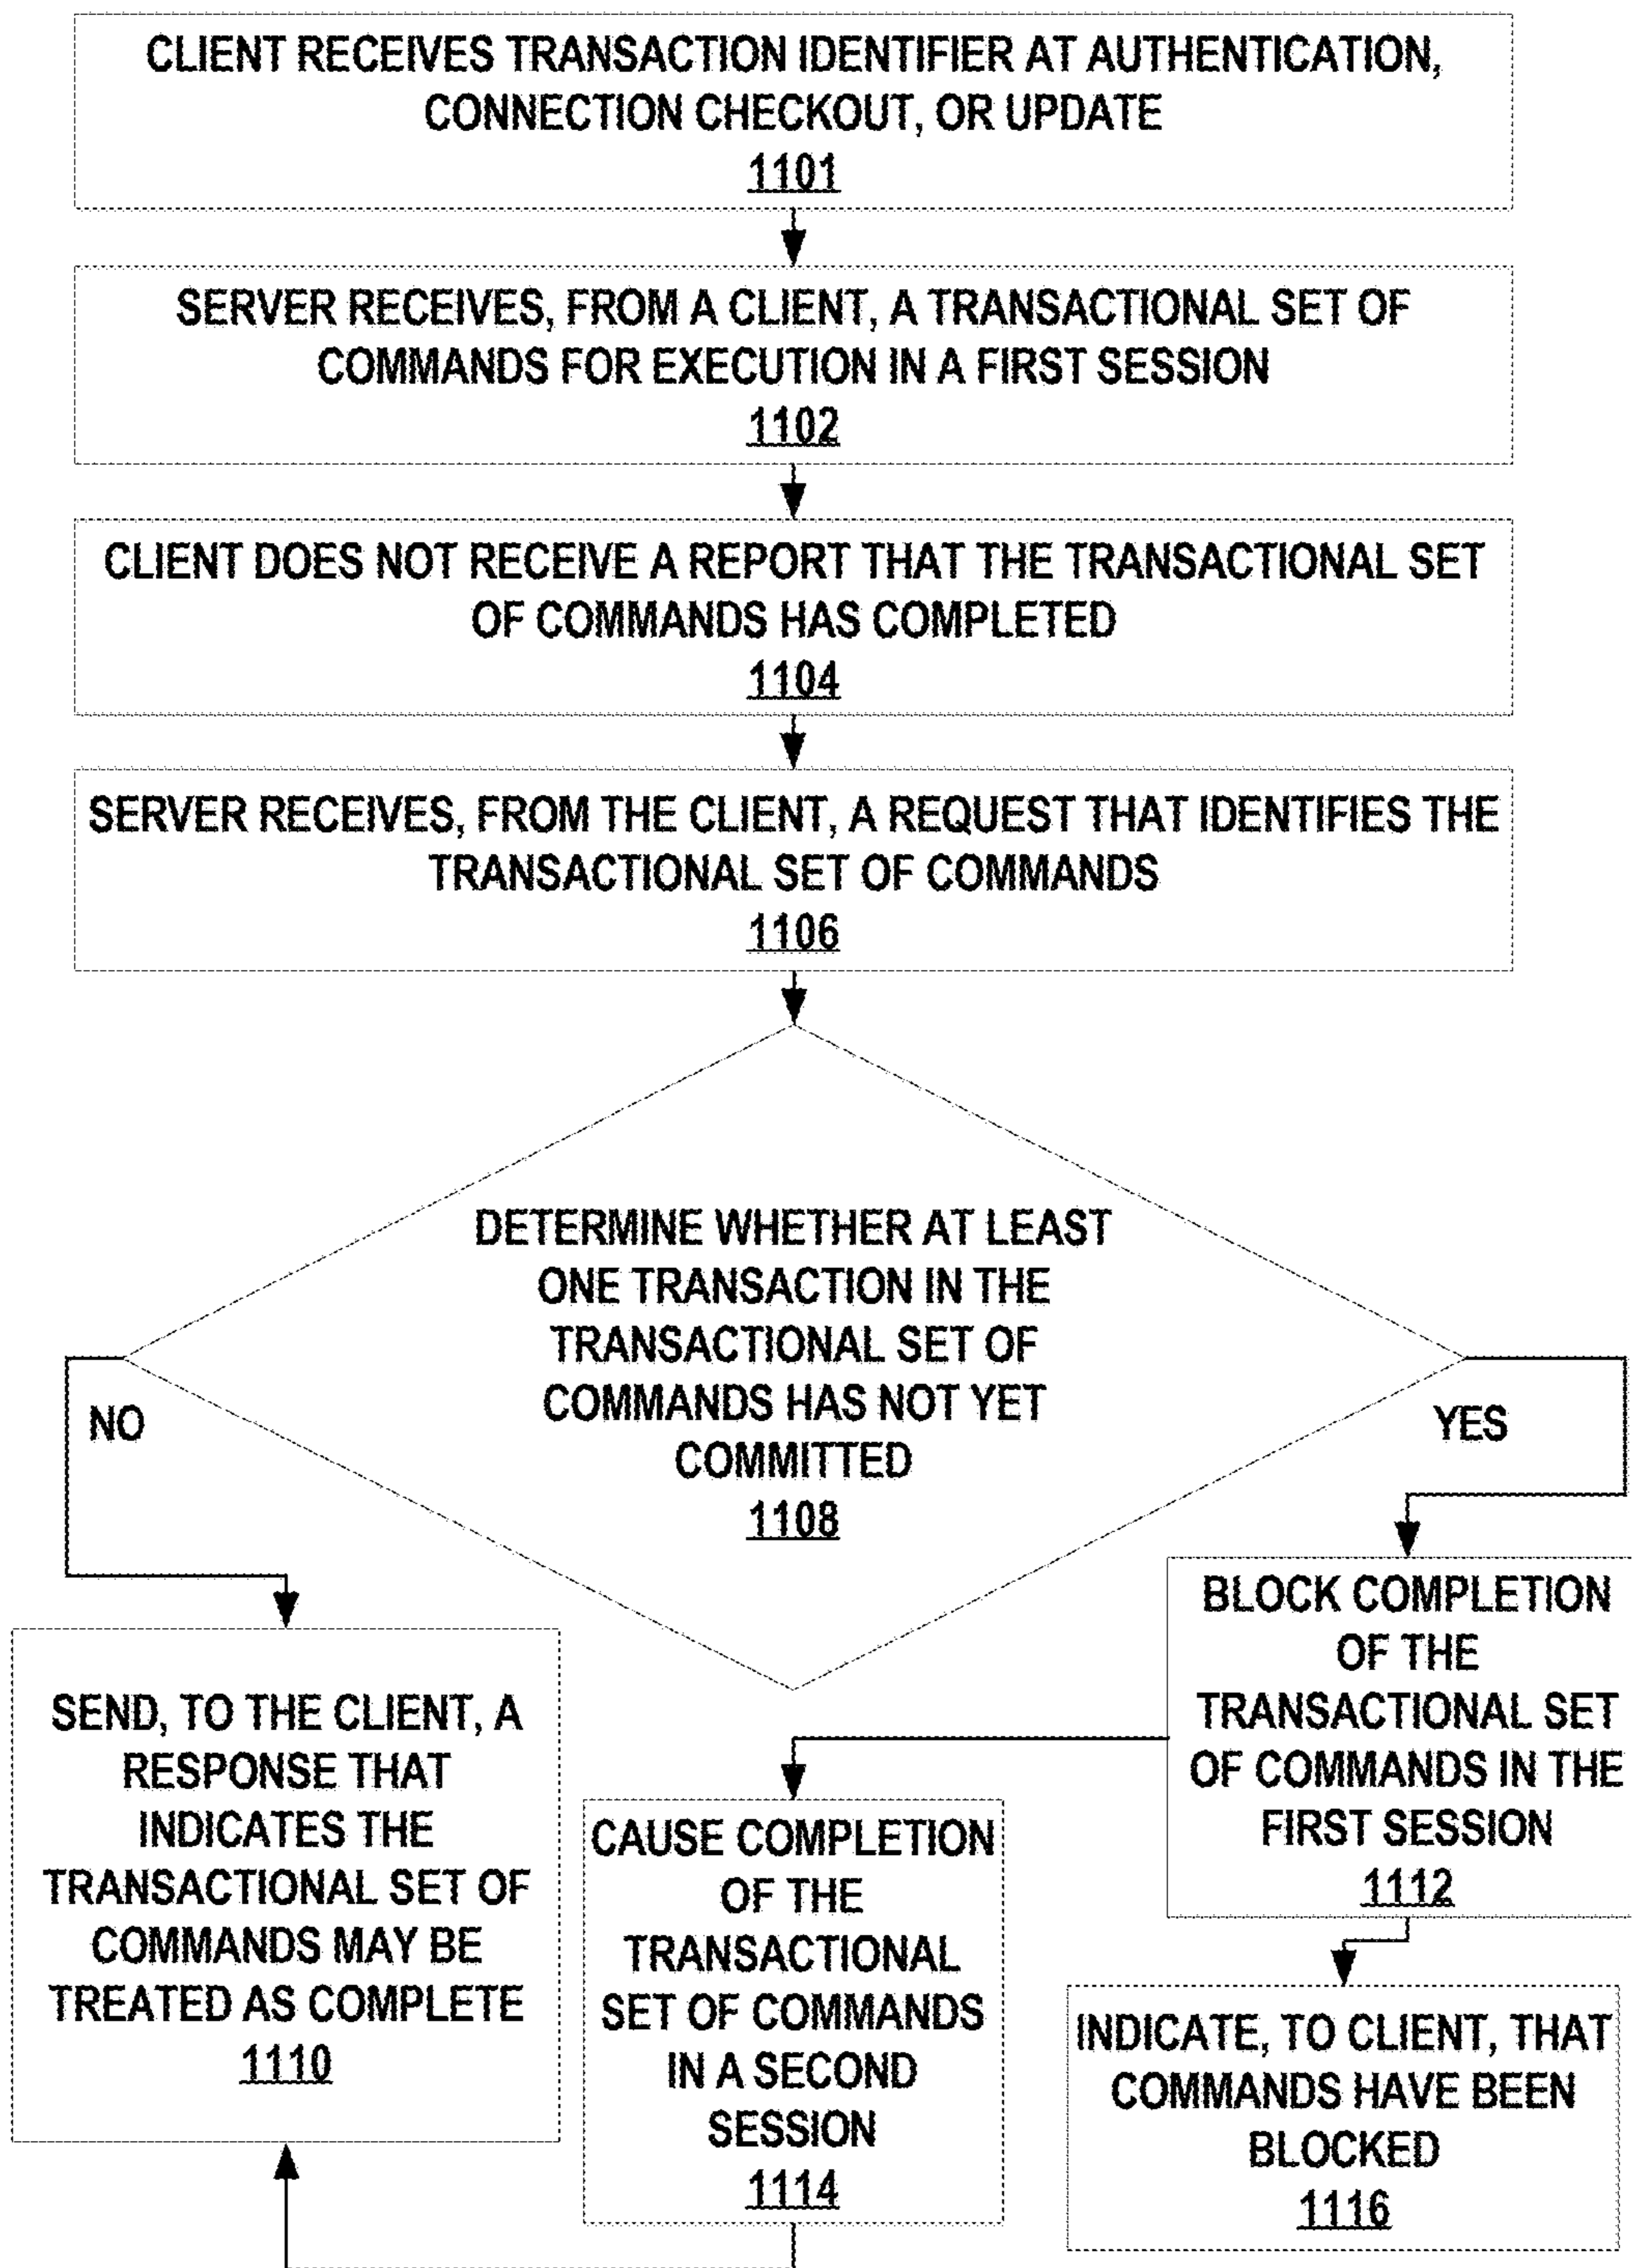 CLIENT RECEIVES TRANSACTION IDENTIFIER AT AUTHENTICATION,
CONNECTION CHECKOUT, OR UPDATE
1101
SERVER RECEIVES, FROM A CLIENT, A TRANSACTIONAL SET OF
COMMANDS FOR EXECUTION IN A FIRST SESSION
1102
CLIENT DOES NOT RECEIVE A REPORT THAT THE TRANSACTIONAL SET
OF COMMANDS HAS COMPLETED
1104
SERVER RECEIVES, FROM THE CLIENT, A REQUEST THAT IDENTIFIES THE
TRANSACTIONAL SET OF COMMANDS
1106
DETERMINE WHETHER AT LEAST
ONE TRANSACTION IN THE
TRANSACTIONAL SET OF
COMMANDS HAS NOT YET
COMMITTED
1108
NO
YES
SEND, TO THE CLIENT, A
RESPONSE THAT
INDICATES THE
TRANSACTIONAL SET OF
COMMANDS MAY BE
TREATED AS COMPLETE
1110
CAUSE COMPLETION
OF THE
TRANSACTIONAL
SET OF COMMANDS
IN A SECOND
SESSION
1114
BLOCK COMPLETION
OF THE
TRANSACTIONAL SET
OF COMMANDS IN THE
FIRST SESSION
1112
INDICATE, TO CLIENT, THAT
COMMANDS HAVE BEEN
BLOCKED
1116